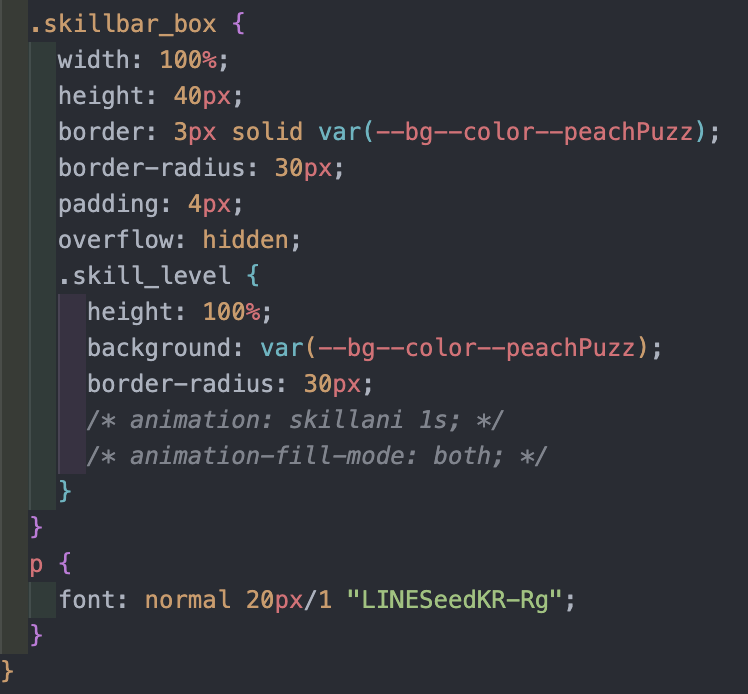 .skillbar_box {
width: 100%;
height: 40px;
border: 3px solid var(--bg--color--peachPuzz);
border-radius: 30px;
padding: 4px;
overflow: hidden;
.skill_level {
height: 100%;
background: var(--bg--color--peachPuzz);
border-radius: 30px;
/* animation: skillani 1s; */
/* animation-fill-mode: both; */
}
}
p {
font: normal 20px/1 "LINESeedKR-Rg";
}
}